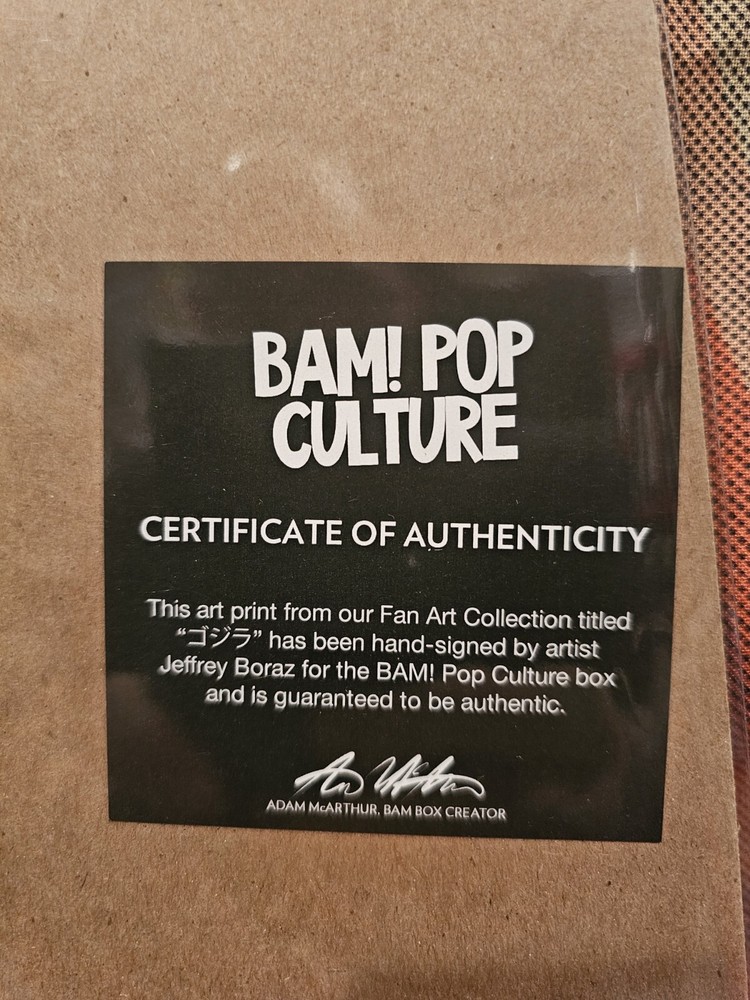 BAM! POP
CULTURE
CERTIFICATE OF AUTHENTICITY
This art print from our Fan Art Collection titled
“ゴジラ” has been hand-signed by artist
Jeffrey Boraz for the BAM! Pop Culture box
and is guaranteed to be authentic.
ADAM McARTHUR, BAM BOX CREATOR